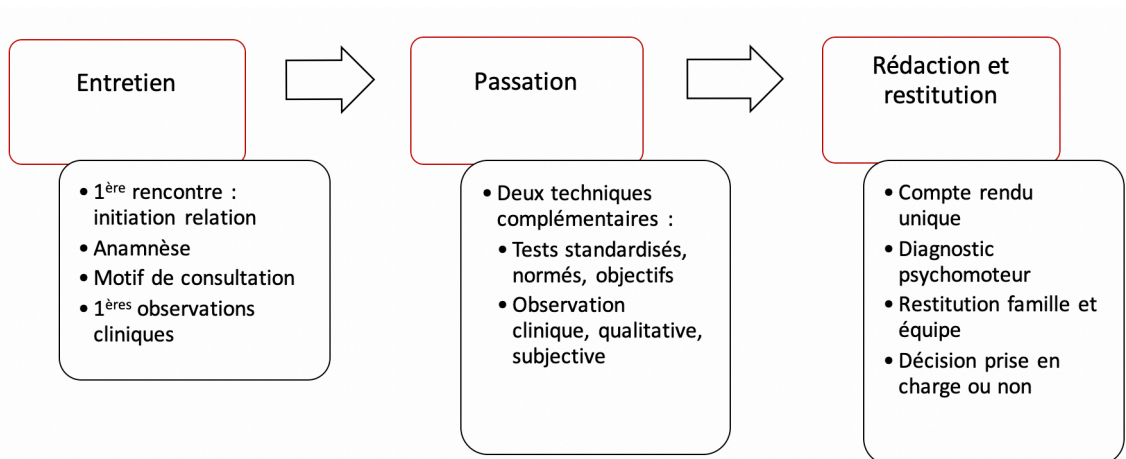 Entretien
• 1ère rencontre :
initiation relation
• Anamnèse
• Motif de consultation
• 1ères observations
cliniques
Passation
• Deux techniques
complémentaires :
• Tests standardisés,
normés, objectifs
• Observation
clinique, qualitative,
subjective
Rédaction et
restitution
• Compte rendu
unique
• Diagnostic
psychomoteur
• Restitution famille et
équipe
• Décision prise en
charge ou non